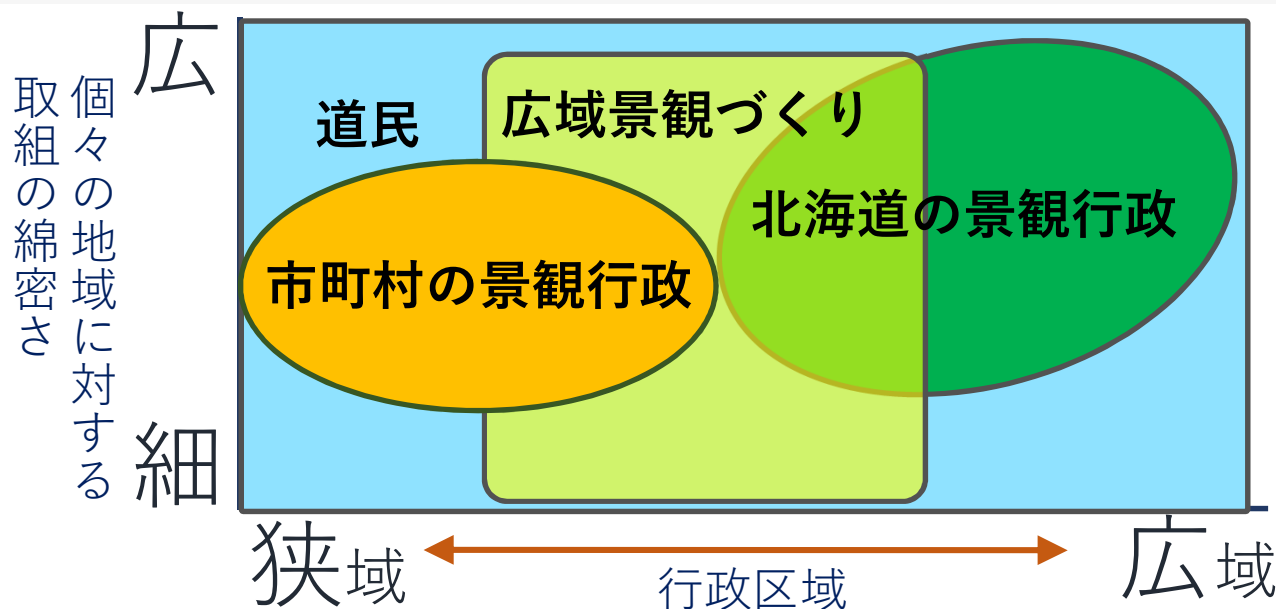 広
個々の地域に対する
取組の綿密さ
細
道民
広域景観づくり
北海道の景観行政
市町村の景観行政
狭域
行政区域
広域